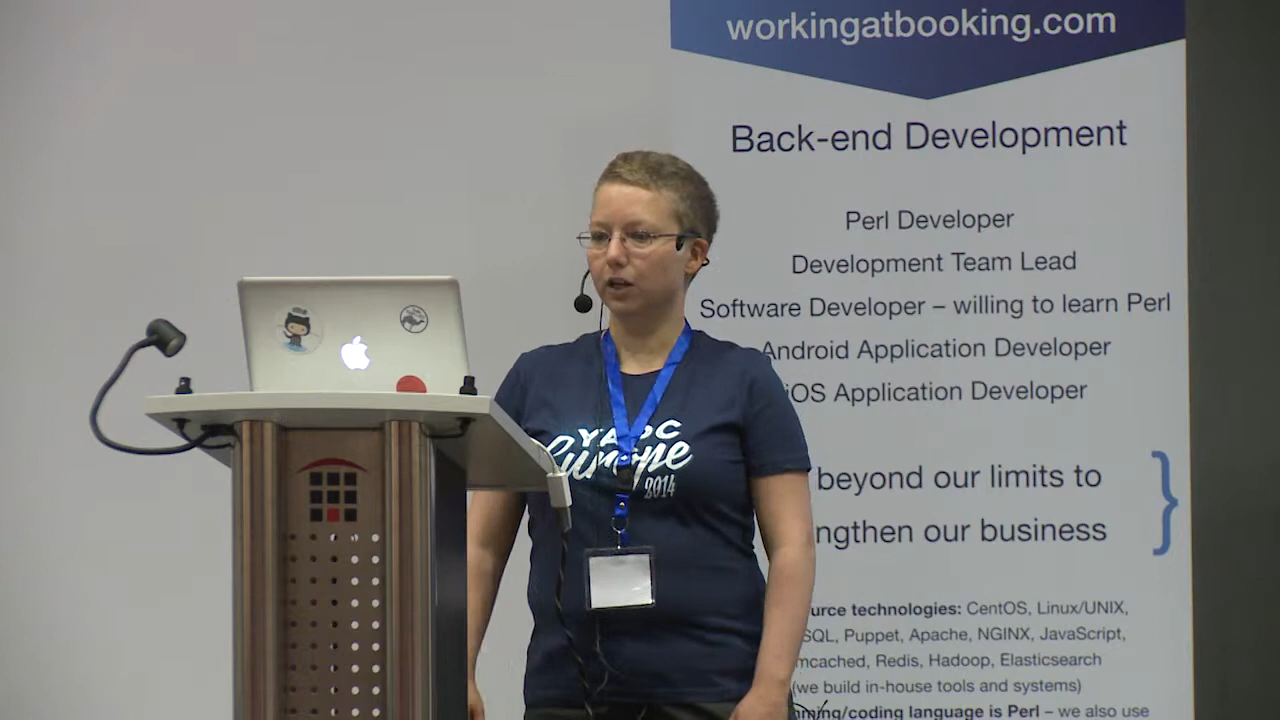 workingatbooking.com
Back-end Development
Perl Developer
Development Team Lead
Software Developer – willing to learn Perl
Android Application Developer
iOS Application Developer
beyond our limits to
ngthen our business
}
urce technologies: CentOS, Linux/UNIX,
SQL, Puppet, Apache, NGINX, JavaScript,
mcached, Redis, Hadoop, Elasticsearch
(we build in-house tools and systems)
ming/coding language is Perl – we also use
YAPC
Europe
2014